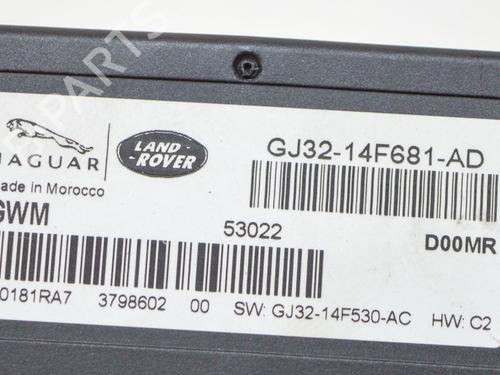 PARTS
JAGUAR
LAND-
ROVER
GJ32-14F681-AD
ade in Morocco
GWM
53022
D00MR
0181RA7 3798602 00 SW: GJ32-14F530-AC HW: C2